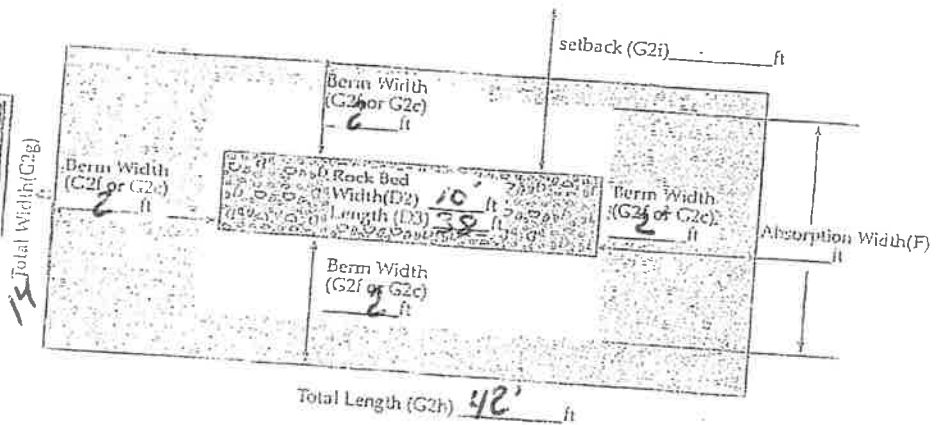 setback (G2i) ft
Berm Width
(G2f or G2c)
ft
Total Width(G2g)
14
Berm Width
(G2f or G2c)
2 ft
Rock Bed
Width(D2) 10' ft
Length (D3) 38 ft
Berm Width
(G2f or G2c)
2 ft
Absorption Width(F)
ft
Berm Width
(G2f or G2c)
2 ft
Total Length (G2h) 42' ft